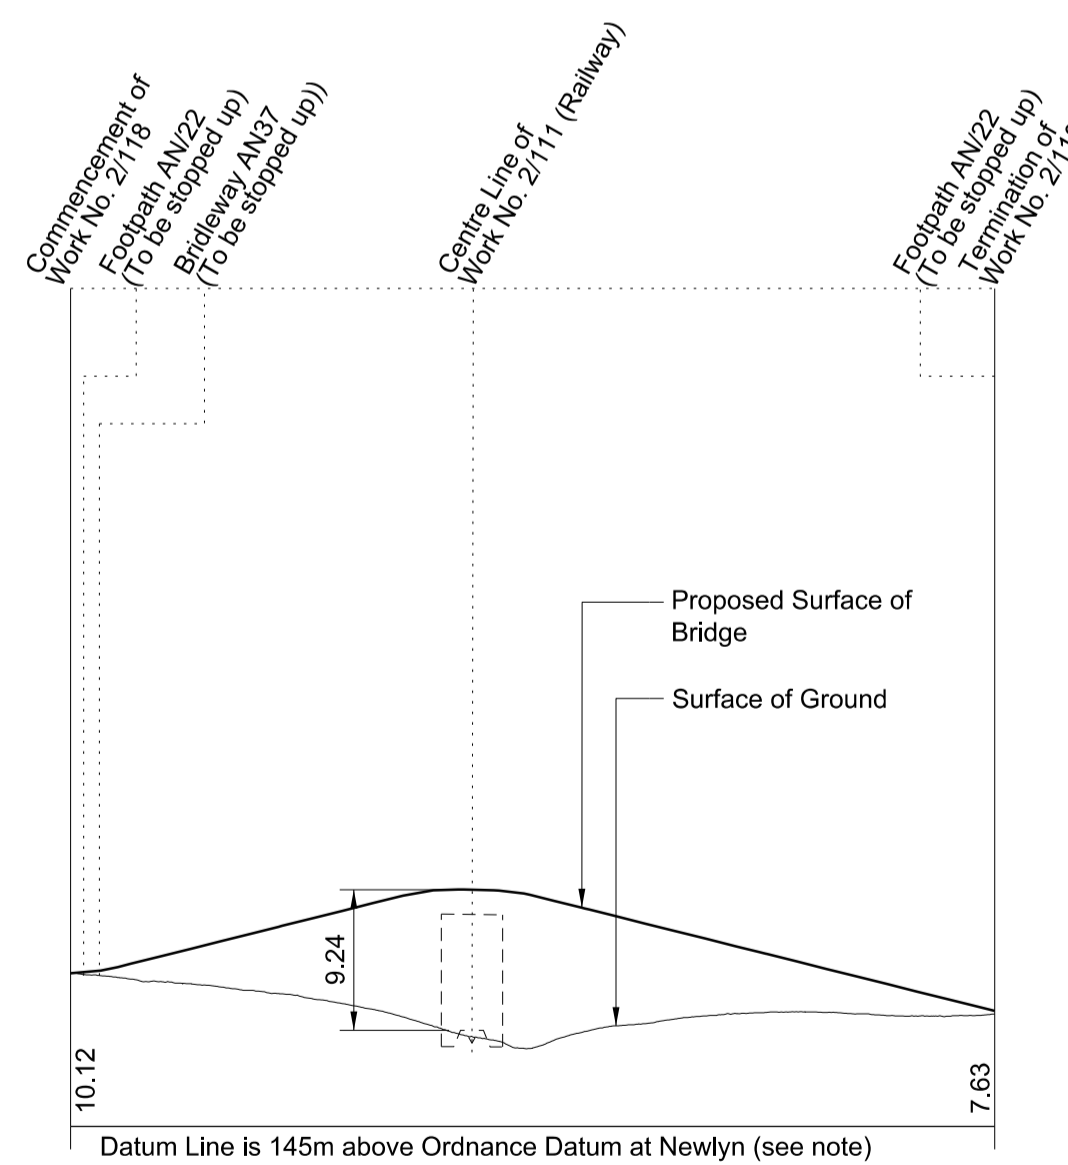 Commencement of
Work No. 2/118
Footpath AN/22
(To be stopped up)
Bridleway AN37
(To be stopped up))
Centre Line of
Work No. 2/111 (Railway)
Footpath AN/22
(To be stopped up)
Termination of
Work No.
Proposed Surface of
Bridge
Surface of Ground
9.24
10.12
7.63
Datum Line is 145m above Ordnance Datum at Newlyn (see note)